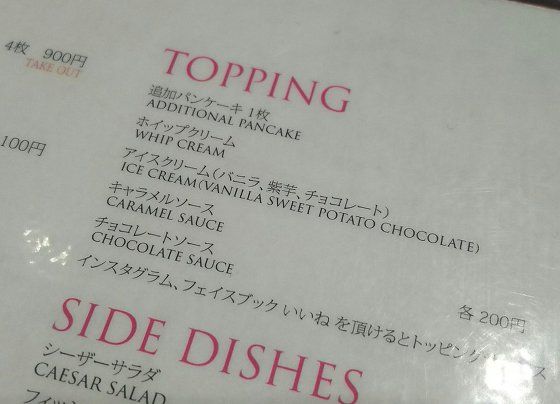 4枚 900円
TAKE OUT
100円
TOPPING
追加パンケーキ 1枚
ADDITIONAL PANCAKE
ホイップクリーム
WHIP CREAM
アイスクリーム(バニラ、紫芋、チョコレート)
ICE CREAM(VANILLA SWEET POTATO CHOCOLATE)
キャラメルソース
CARAMEL SAUCE
チョコレートソース
CHOCOLATE SAUCE
各 200円
インスタグラム、フェイスブック いいね を頂けるとトッピング
SIDE DISHES
シーザーサラダ
CAESAR SALAD